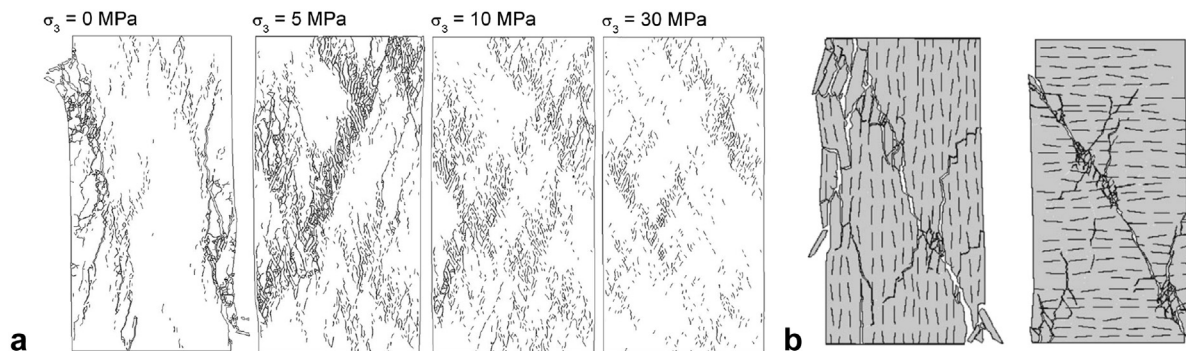 σ3 = 0 MPa
σ3 = 5 MPa
σ3 = 10 MPa
σ3 = 30 MPa
a
b